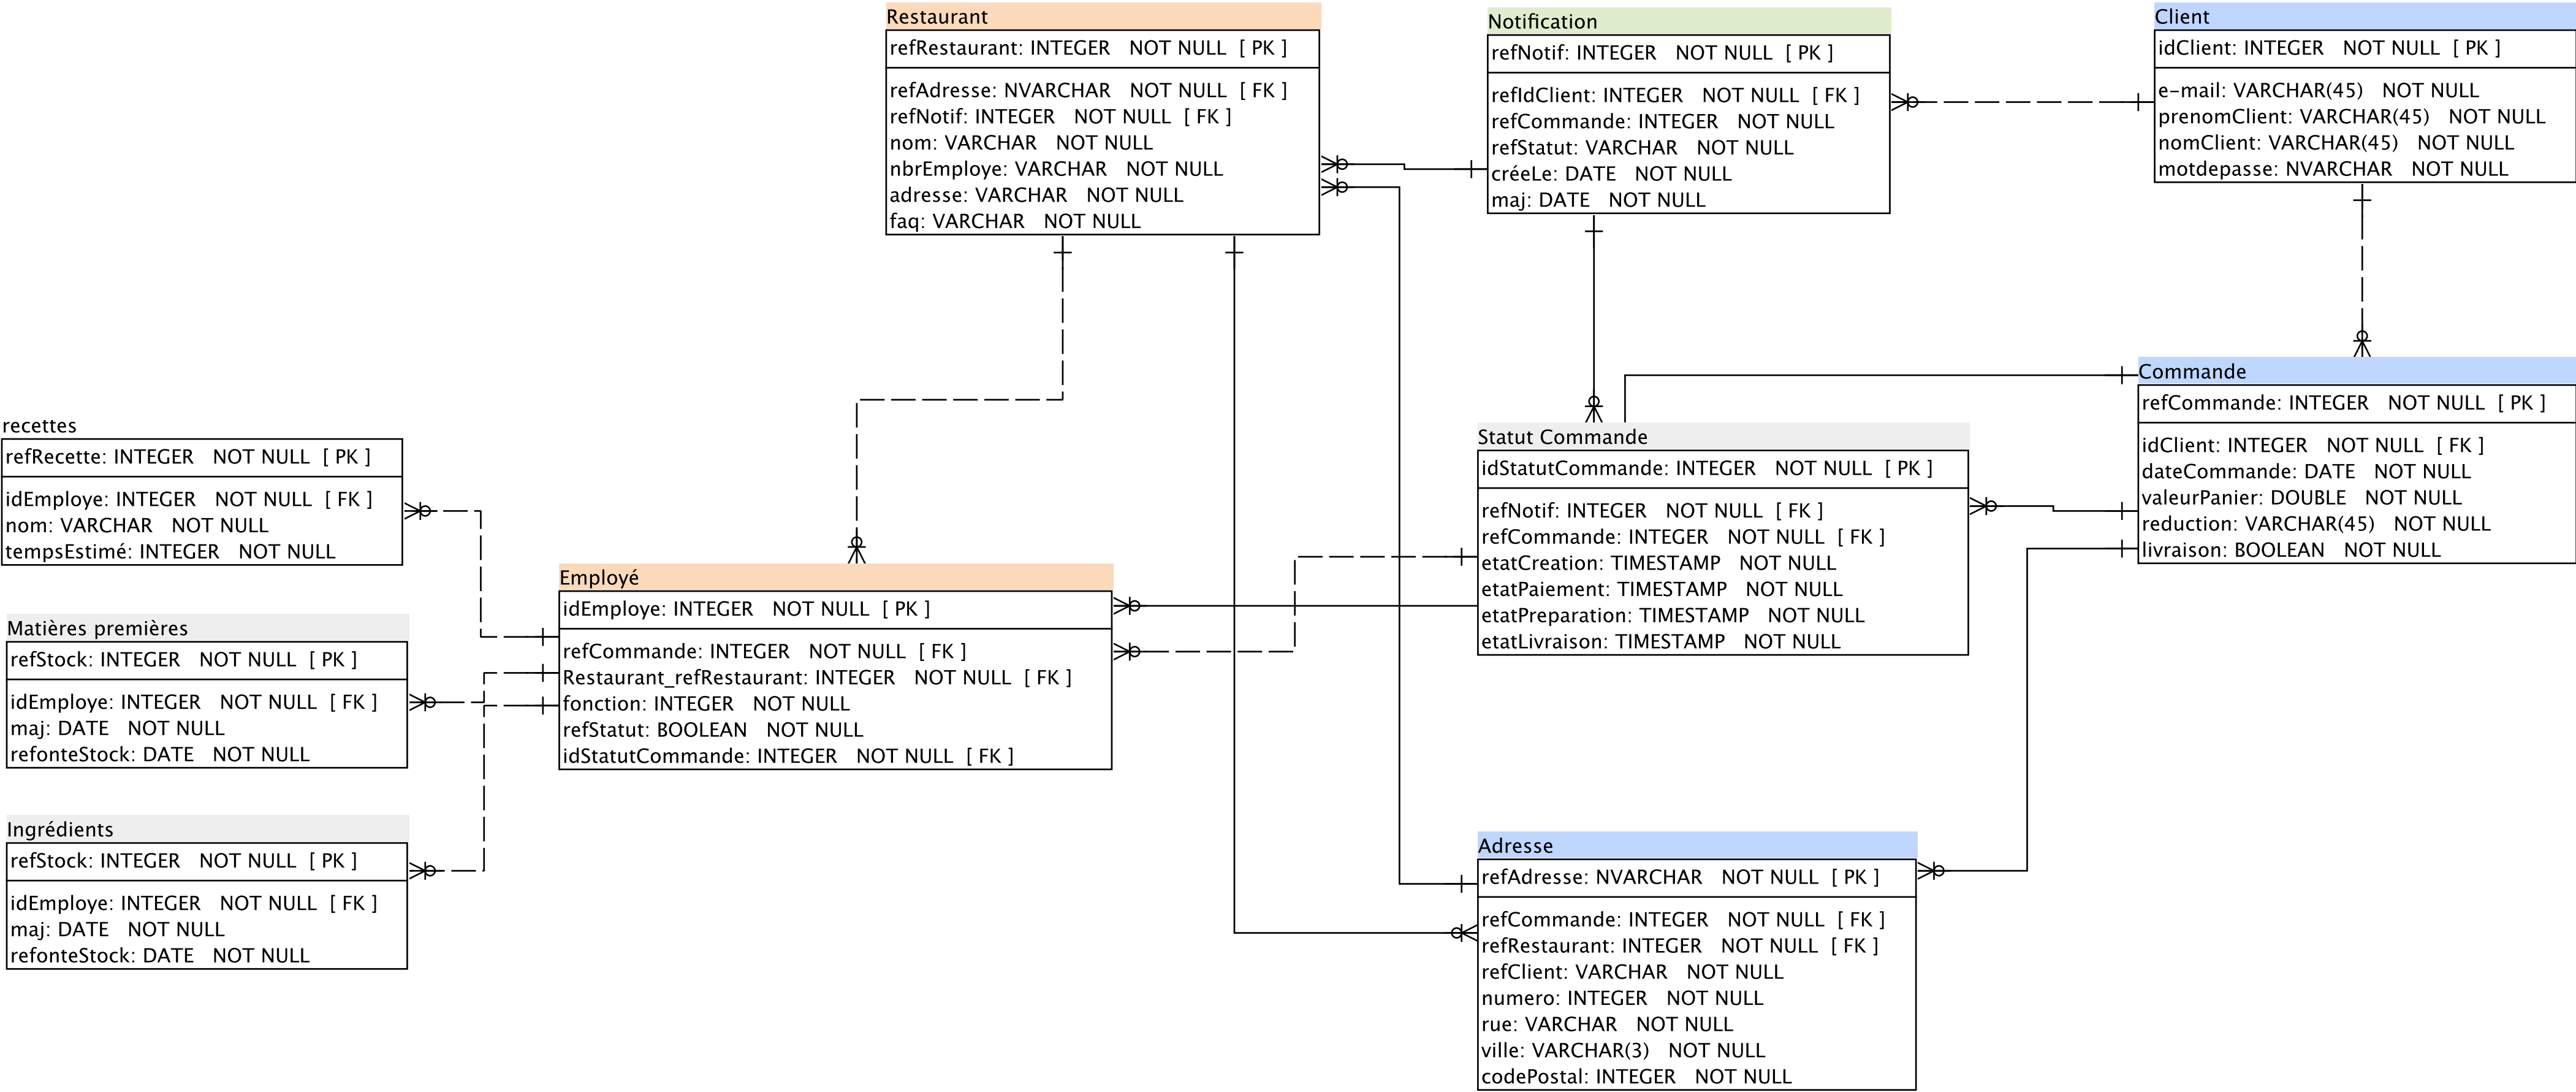 Restaurant
refRestaurant: INTEGER NOT NULL [ PK ]
refAdresse: NVARCHAR NOT NULL [ FK ]
refNotif: INTEGER NOT NULL [ FK ]
nom: VARCHAR NOT NULL
nbrEmploye: VARCHAR NOT NULL
adresse: VARCHAR NOT NULL
faq: VARCHAR NOT NULL
Notification
refNotif: INTEGER NOT NULL [ PK ]
refIdClient: INTEGER NOT NULL [ FK ]
refCommande: INTEGER NOT NULL
refStatut: VARCHAR NOT NULL
créeLe: DATE NOT NULL
maj: DATE NOT NULL
Client
idClient: INTEGER NOT NULL [ PK ]
e-mail: VARCHAR(45) NOT NULL
prenomClient: VARCHAR(45) NOT NULL
nomClient: VARCHAR(45) NOT NULL
motdepasse: NVARCHAR NOT NULL
Commande
refCommande: INTEGER NOT NULL [ PK ]
idClient: INTEGER NOT NULL [ FK ]
dateCommande: DATE NOT NULL
valeurPanier: DOUBLE NOT NULL
reduction: VARCHAR(45) NOT NULL
livraison: BOOLEAN NOT NULL
recettes
refRecette: INTEGER NOT NULL [ PK ]
idEmploye: INTEGER NOT NULL [ FK ]
nom: VARCHAR NOT NULL
tempsEstimé: INTEGER NOT NULL
Statut Commande
idStatutCommande: INTEGER NOT NULL [ PK ]
refNotif: INTEGER NOT NULL [ FK ]
refCommande: INTEGER NOT NULL [ FK ]
etatCreation: TIMESTAMP NOT NULL
etatPaiement: TIMESTAMP NOT NULL
etatPreparation: TIMESTAMP NOT NULL
etatLivraison: TIMESTAMP NOT NULL
Employé
idEmploye: INTEGER NOT NULL [ PK ]
refCommande: INTEGER NOT NULL [ FK ]
Restaurant_refRestaurant: INTEGER NOT NULL [ FK ]
fonction: INTEGER NOT NULL
refStatut: BOOLEAN NOT NULL
idStatutCommande: INTEGER NOT NULL [ FK ]
Matières premières
refStock: INTEGER NOT NULL [ PK ]
idEmploye: INTEGER NOT NULL [ FK ]
maj: DATE NOT NULL
refonteStock: DATE NOT NULL
Ingrédients
refStock: INTEGER NOT NULL [ PK ]
idEmploye: INTEGER NOT NULL [ FK ]
maj: DATE NOT NULL
refonteStock: DATE NOT NULL
Adresse
refAdresse: NVARCHAR NOT NULL [ PK ]
refCommande: INTEGER NOT NULL [ FK ]
refRestaurant: INTEGER NOT NULL [ FK ]
refClient: VARCHAR NOT NULL
numero: INTEGER NOT NULL
rue: VARCHAR NOT NULL
ville: VARCHAR(3) NOT NULL
codePostal: INTEGER NOT NULL